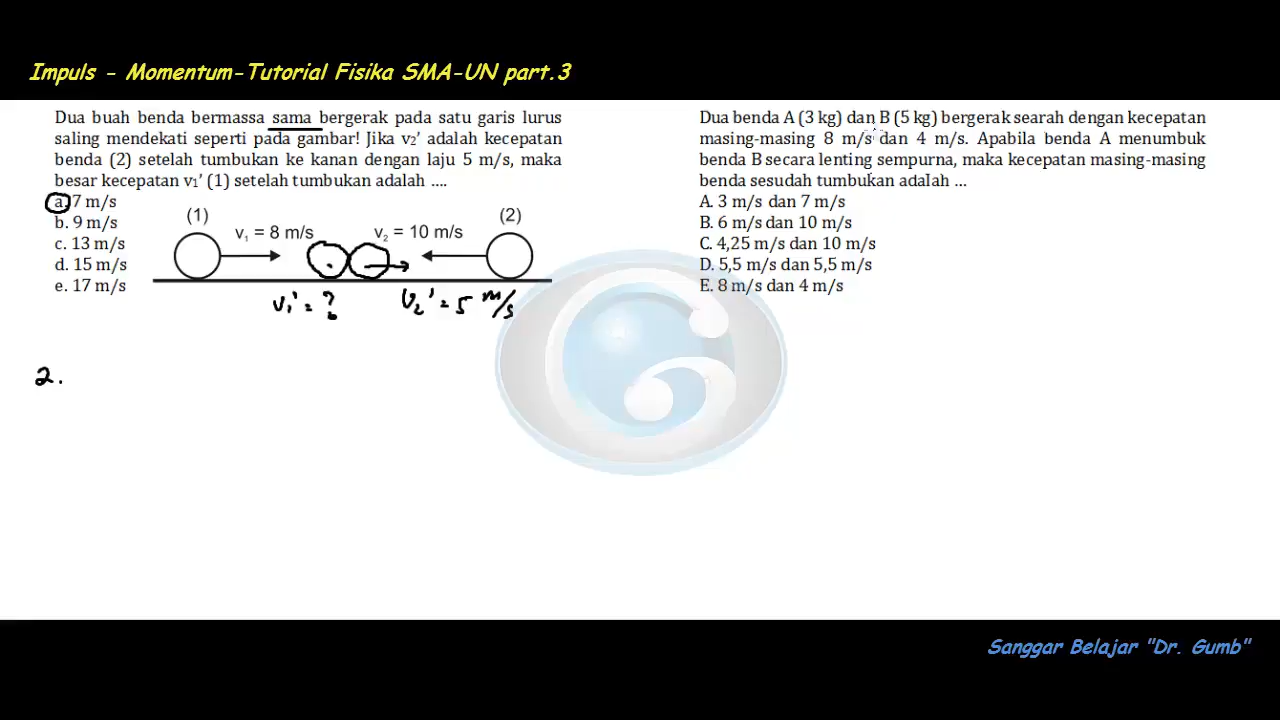 Impuls - Momentum-Tutorial Fisika SMA-UN part.3
Dua buah benda bermassa sama bergerak pada satu garis lurus
saling mendekati seperti pada gambar! Jika v₂' adalah kecepatan
benda (2) setelah tumbukan ke kanan dengan laju 5 m/s, maka
besar kecepatan v₁' (1) setelah tumbukan adalah ....
a. 7 m/s
b. 9 m/s
c. 13 m/s
d. 15 m/s
e. 17 m/s
(1)
(2)
v₁ = 8 m/s
v₂ = 10 m/s
v₁' = ?
v₂' = 5 m/s
2.
Dua benda A (3 kg) dan B (5 kg) bergerak searah dengan kecepatan
masing-masing 8 m/s dan 4 m/s. Apabila benda A menumbuk
benda B secara lenting sempurna, maka kecepatan masing-masing
benda sesudah tumbukan adalah ...
A. 3 m/s dan 7 m/s
B. 6 m/s dan 10 m/s
C. 4,25 m/s dan 10 m/s
D. 5,5 m/s dan 5,5 m/s
E. 8 m/s dan 4 m/s
Sanggar Belajar "Dr. Gumb"